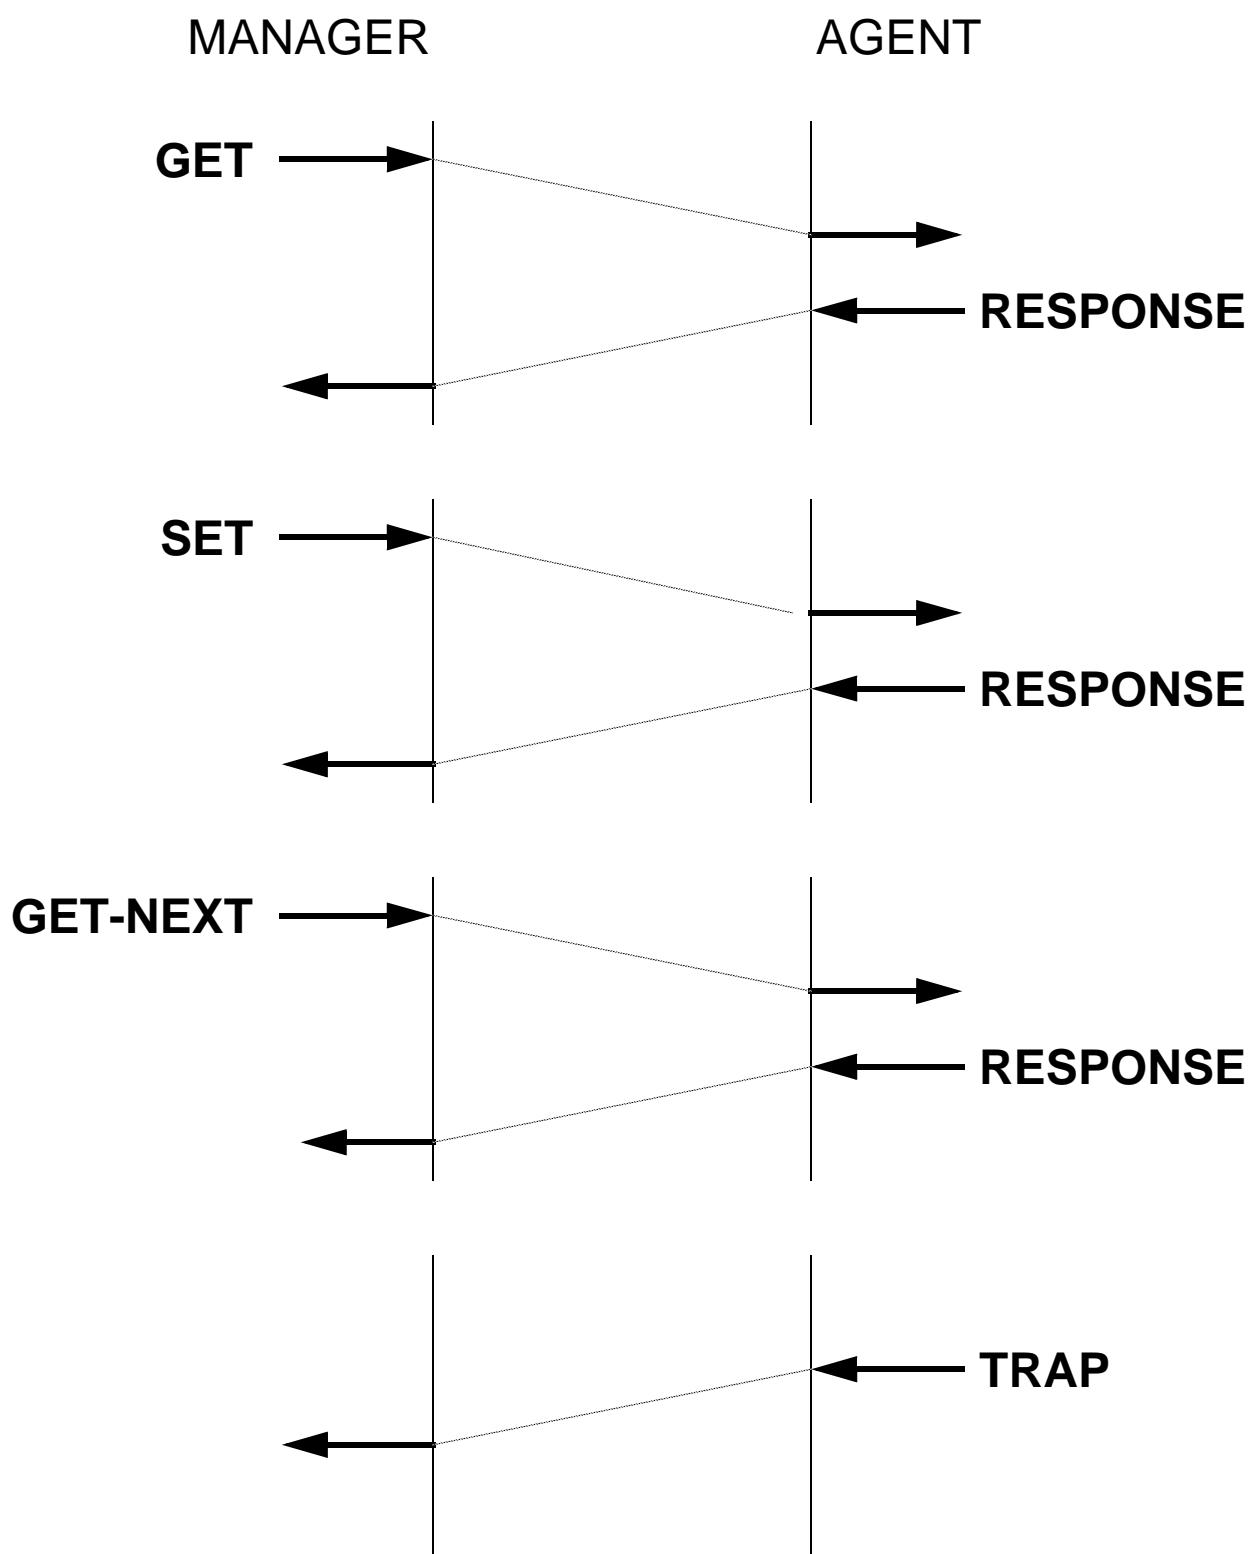 MANAGER AGENT
GET
RESPONSE
SET
RESPONSE
GET-NEXT
RESPONSE
TRAP